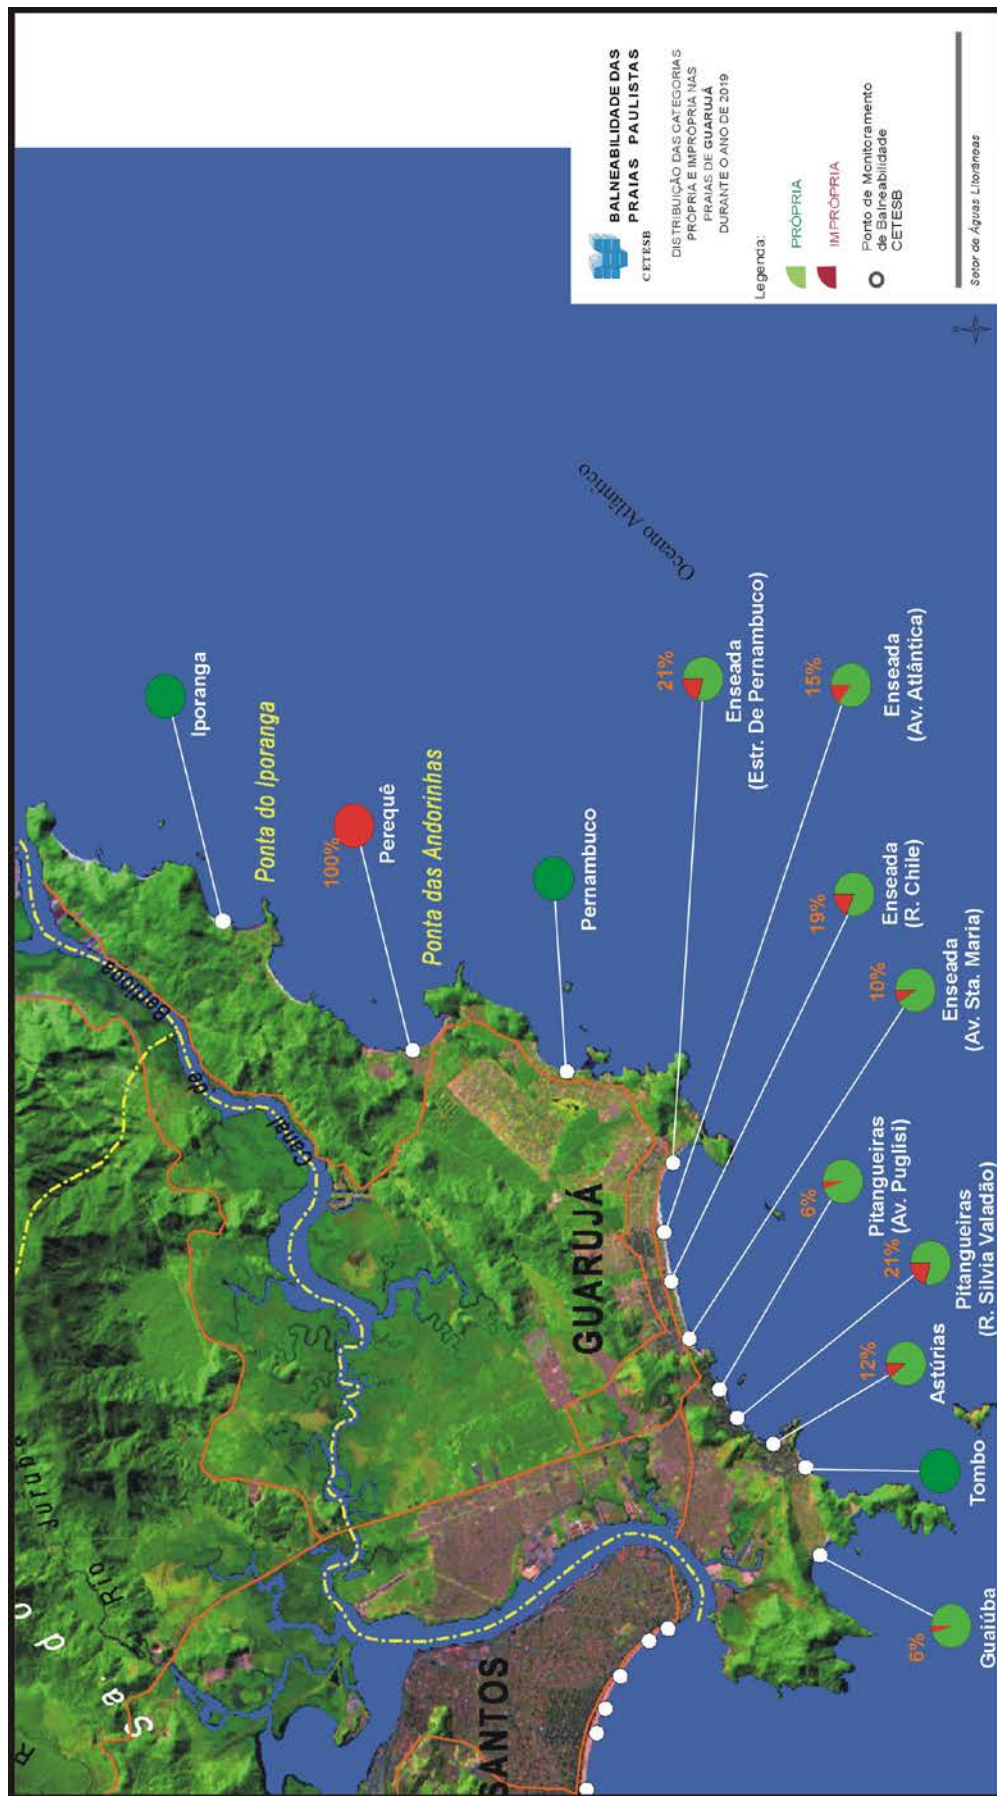 BALNEABILIDADE DAS
PRAIAS PAULISTAS
CETESB
DISTRIBUIÇÃO DAS CATEGORIAS
PRÓPRIA E IMPRÓPRIA NAS
PRAIAS DE GUARUJÁ
DURANTE O ANO DE 2019.
Legenda:
PRÓPRIA
IMPRÓPRIA
Ponto de Monitoramento
de Balneabilidade
CETESB
Setor de Águas Litorâneas
N
Oceano Atlântico
Iporanga
Ponta do Iporanga
100%
Perequê
Ponta das Andorinhas
Pernambuco
21%
Enseada
(Estr. De Pernambuco)
15%
Enseada
(Av. Atlântica)
19%
Enseada
(R. Chile)
10%
Enseada
(Av. Sta. Maria)
6%
Pitangueiras
(Av. Puglisi)
21%
Pitangueiras
(R. Silvia Valadão)
12%
Astúrias
Tombo
6%
Guaiúba
GUARUJÁ
SANTOS
Canal de Bertioga
Rio
R
d o